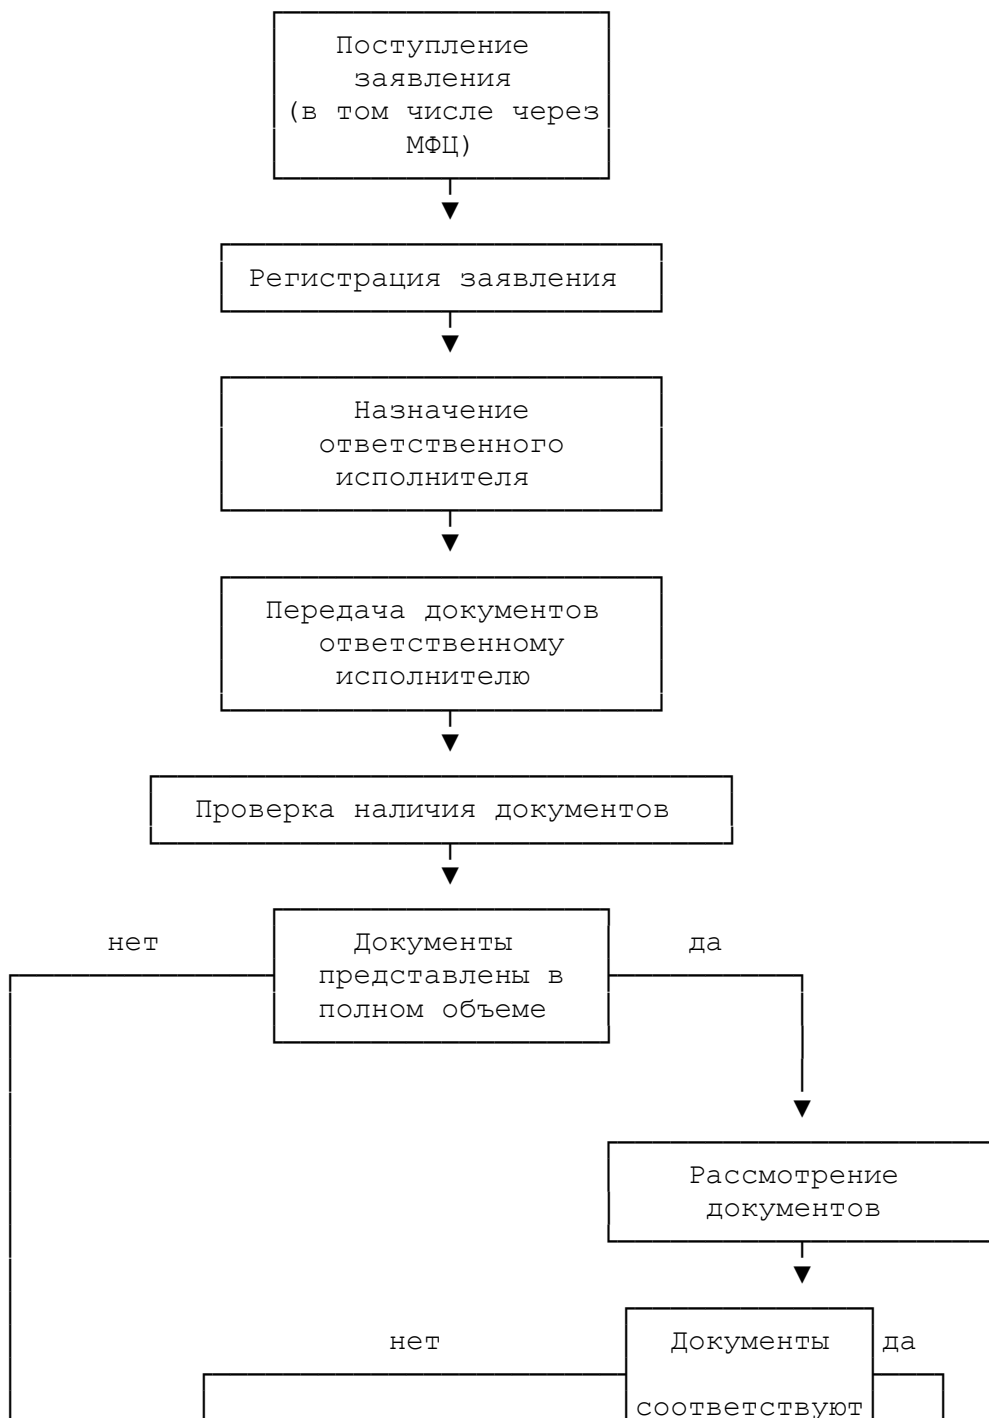 Поступление
заявления
(в том числе через
МФЦ)
Регистрация заявления
Назначение
ответственного
исполнителя
Передача документов
ответственному
исполнителю
Проверка наличия документов
нет
Документы
да
представлены в
полном объеме
Рассмотрение
документов
нет
Документы
да
соответствуют